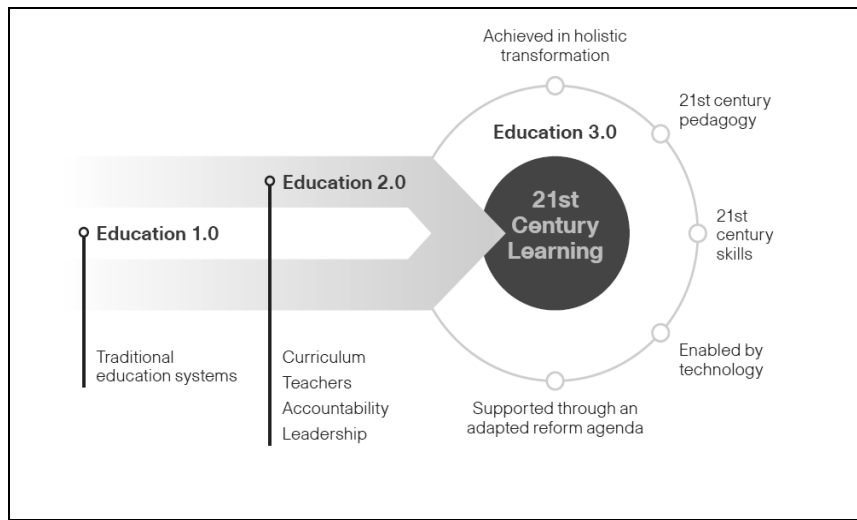 Achieved in holistic
transformation
21st century
pedagogy
Education 3.0
Education 2.0
21st
Century
Learning
21st
century
skills
Education 1.0
Traditional
education systems
Curriculum
Teachers
Accountability
Leadership
Enabled by
technology
Supported through an
adapted reform agenda